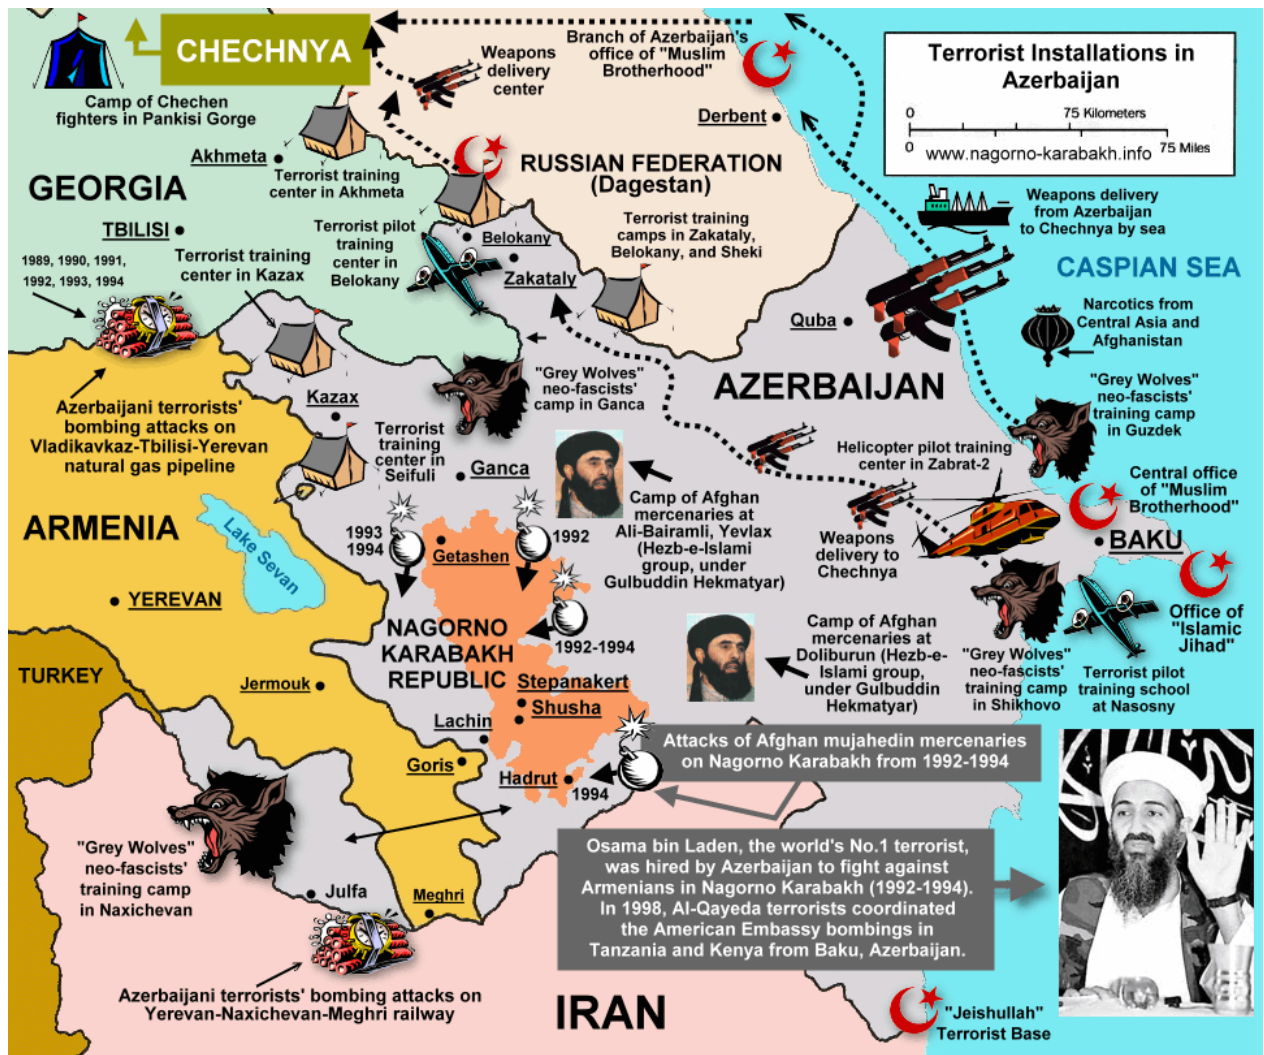 CHECHNYA
Camp of Chechen
fighters in Pankisi Gorge
Weapons
delivery
center
Branch of Azerbaijan's
office of "Muslim
Brotherhood"
Terrorist Installations in
Azerbaijan
0
75 Kilometers
0
www.nagorno-karabakh.info
75 Miles
Derbent
Akhmeta
Terrorist training
center in Akhmeta
GEORGIA
RUSSIAN FEDERATION
(Dagestan)
Weapons delivery
from Azerbaijan
to Chechnya by sea
TBILISI
1989, 1990, 1991,
1992, 1993, 1994
Terrorist training
center in Kazax
Terrorist pilot
training
center in
Belokany
Belokany
Zakataly
Terrorist training
camps in Zakataly,
Belokany, and Sheki
CASPIAN SEA
Narcotics from
Central Asia and
Afghanistan
Quba
AZERBAIJAN
"Grey Wolves"
neo-fascists'
camp in Ganca
"Grey Wolves"
neo-fascists'
training camp
in Guzdek
Azerbaijani terrorists'
bombing attacks on
Vladikavkaz-Tbilisi-Yerevan
natural gas pipeline
Kazax
Terrorist
training
center in
Seifuli
Ganca
Helicopter pilot training
center in Zabrat-2
Central office
of "Muslim
Brotherhood"
Camp of Afghan
mercenaries at
Ali-Bairamli, Yevlax
(Hezb-e-Islami
group, under
Gulbuddin Hekmatyar)
ARMENIA
Lake Sevan
1993
1994
1992
Getashen
Weapons
delivery to
Chechnya
BAKU
YEREVAN
Office of
"Islamic
Jihad"
NAGORNO
KARABAKH
REPUBLIC
1992-1994
Camp of Afghan
mercenaries at
Doliburun (Hezb-e-
Islami group,
under Gulbuddin
Hekmatyar)
"Grey Wolves"
neo-fascists'
training camp
in Shikhovo
Terrorist pilot
training school
at Nasosny
TURKEY
Jermouk
Stepanakert
Shusha
Lachin
Goris
Hadrut
1994
Attacks of Afghan mujahedin mercenaries
on Nagorno Karabakh from 1992-1994
"Grey Wolves"
neo-fascists'
training camp
in Naxichevan
Julfa
Meghri
Osama bin Laden, the world's No.1 terrorist,
was hired by Azerbaijan to fight against
Armenians in Nagorno Karabakh (1992-1994).
In 1998, Al-Qayeda terrorists coordinated
the American Embassy bombings in
Tanzania and Kenya from Baku, Azerbaijan.
Azerbaijani terrorists' bombing attacks on
Yerevan-Naxichevan-Meghri railway
IRAN
"Jeishullah"
Terrorist Base